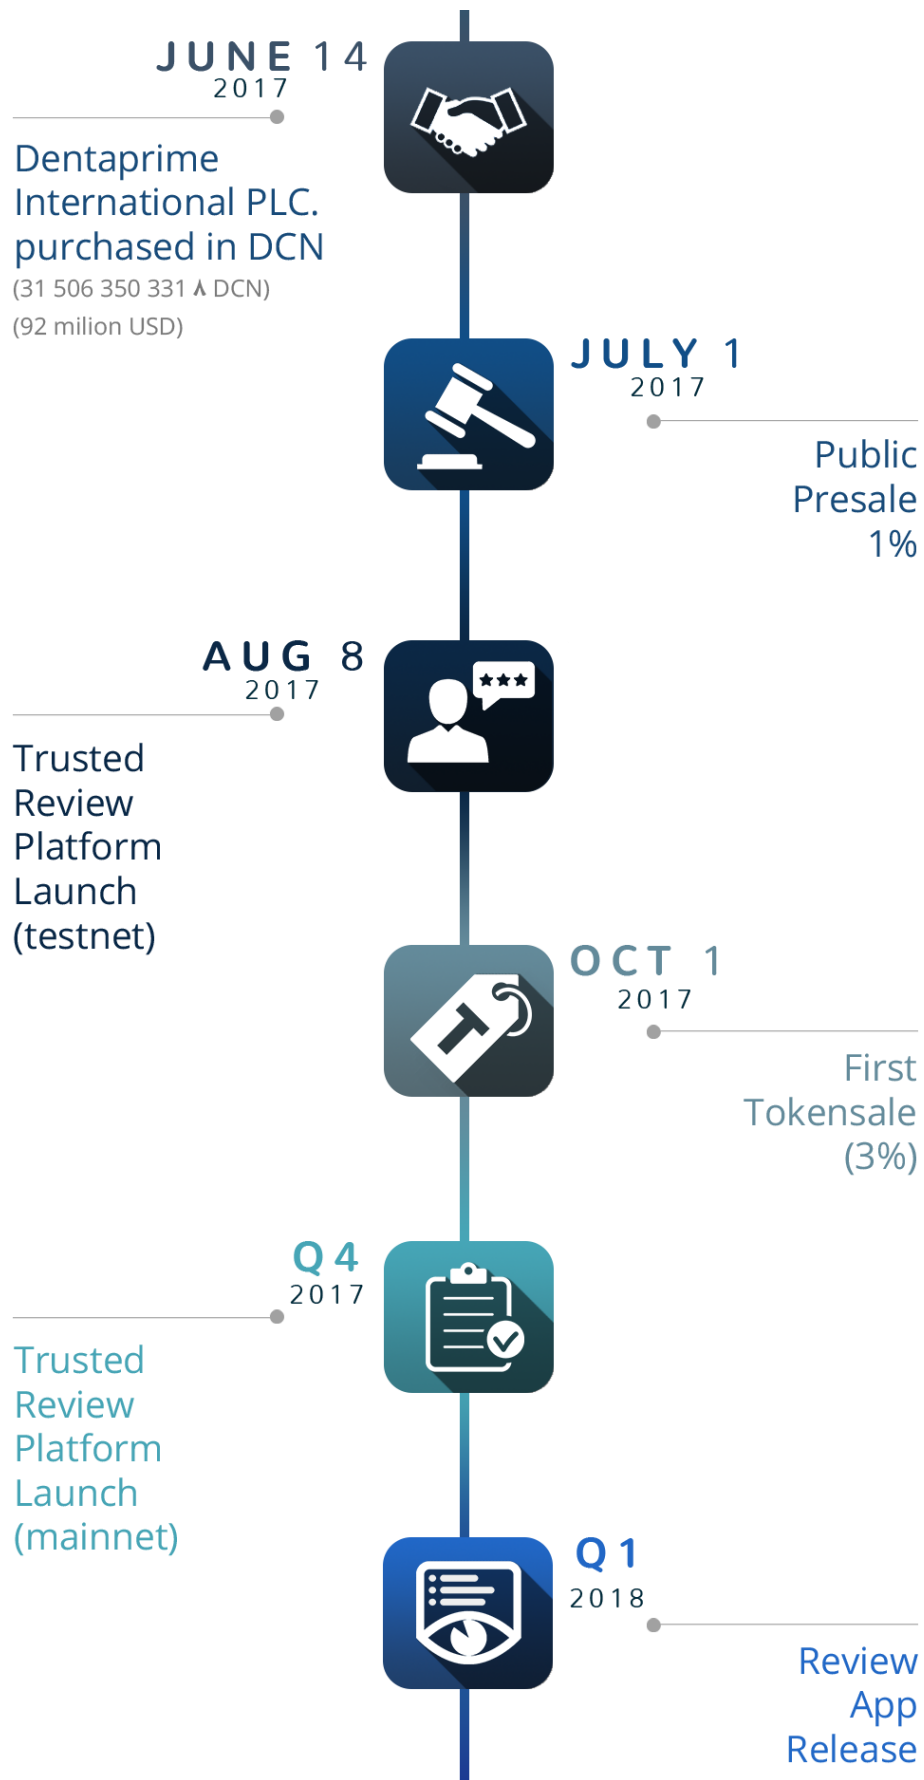 JUNE 14
2017
Dentaprime
International PLC.
purchased in DCN
(31 506 350 331 ٨ DCN)
(92 milion USD)
JULY 1
2017
Public
Presale
1%
AUG 8
2017
Trusted
Review
Platform
Launch
(testnet)
OCT 1
2017
First
Tokensale
(3%)
Q4
2017
Trusted
Review
Platform
Launch
(mainnet)
Q1
2018
Review
App
Release